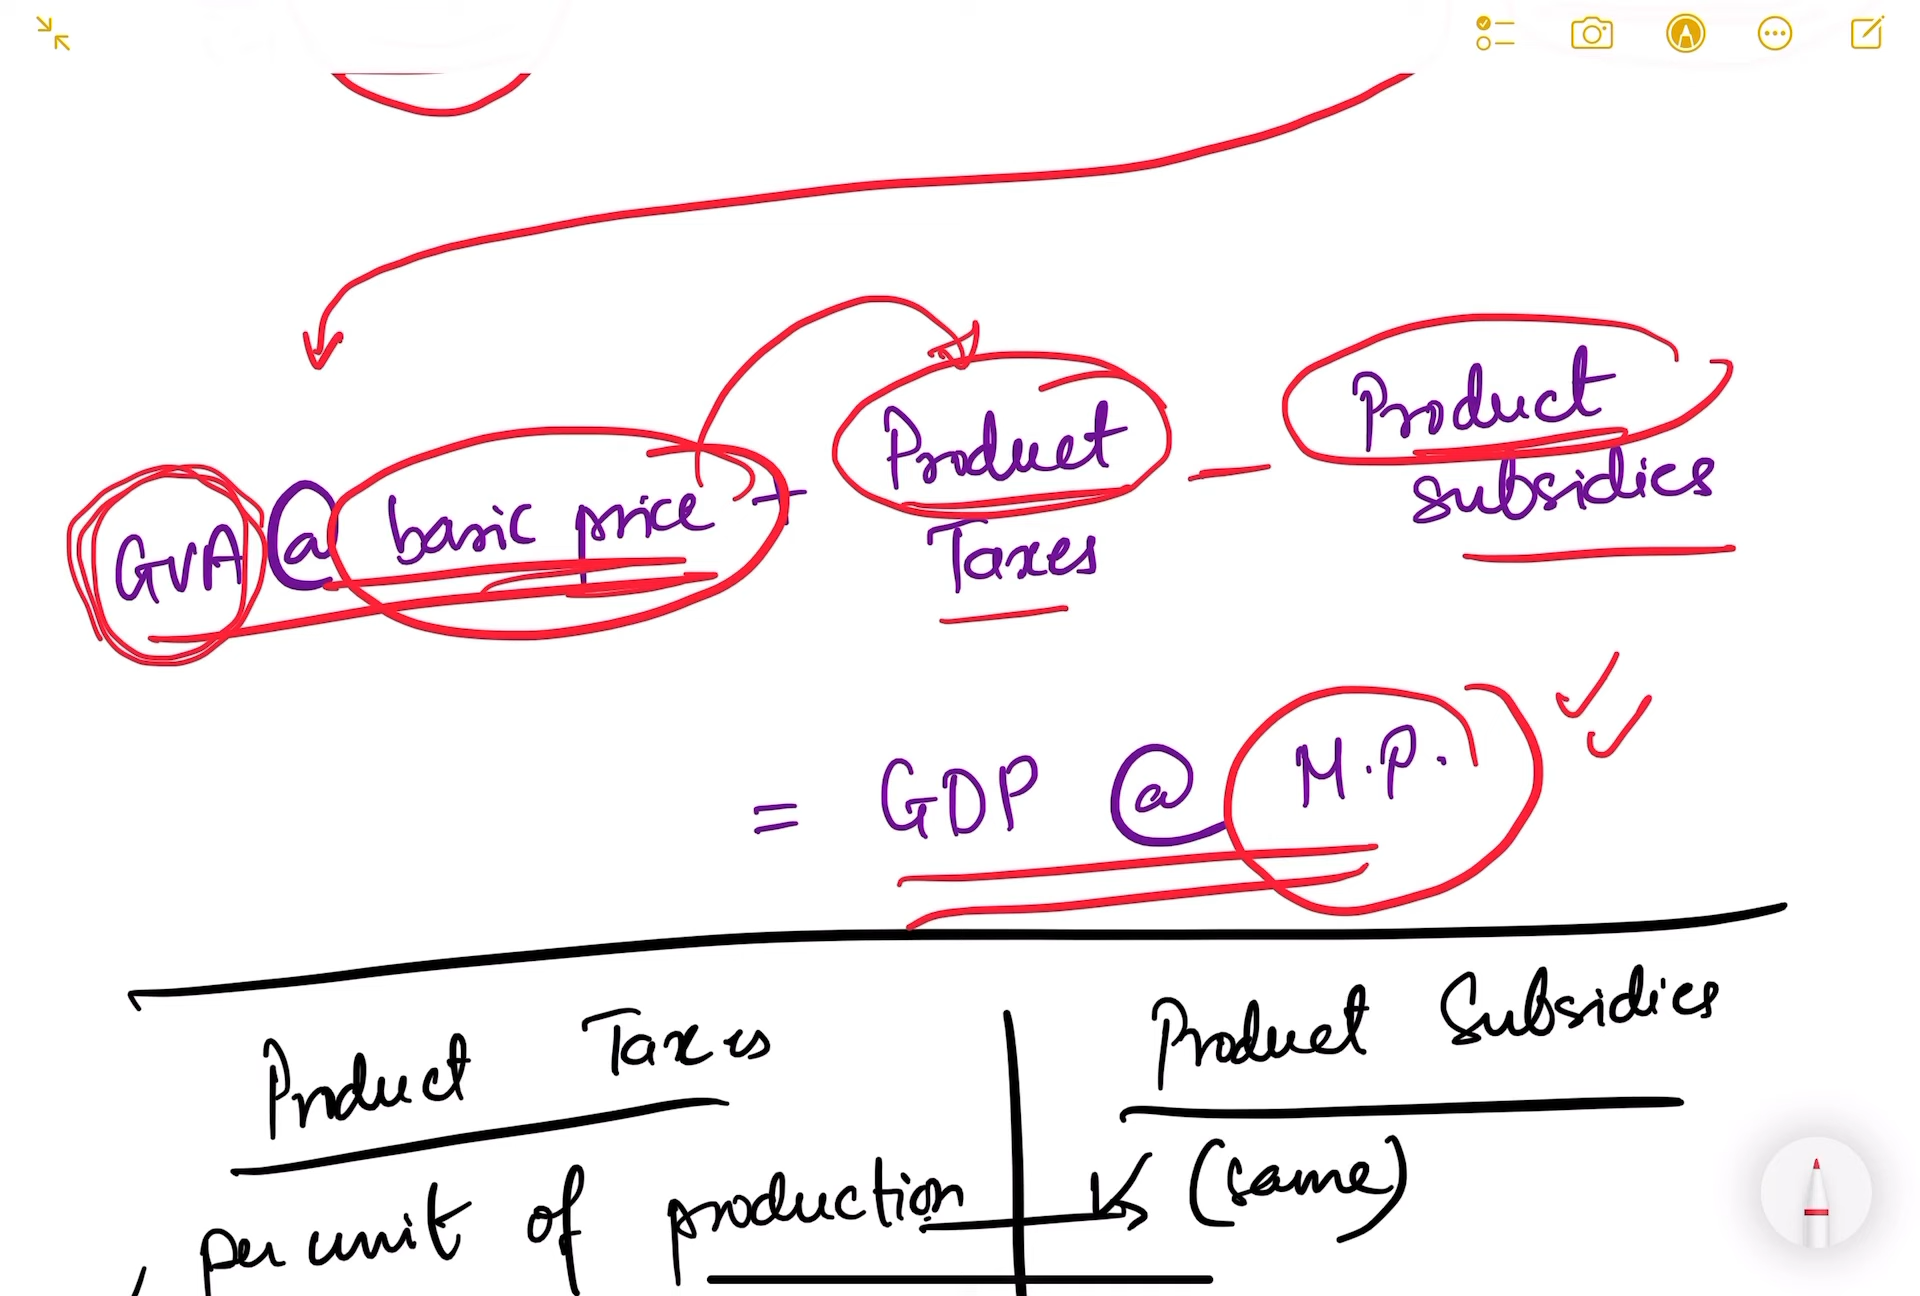 GVA @ basic price + Product Taxes - Product subsidies
= GDP @ M.P.
Product Taxes
Product Subsidies
per unit of production
(same)